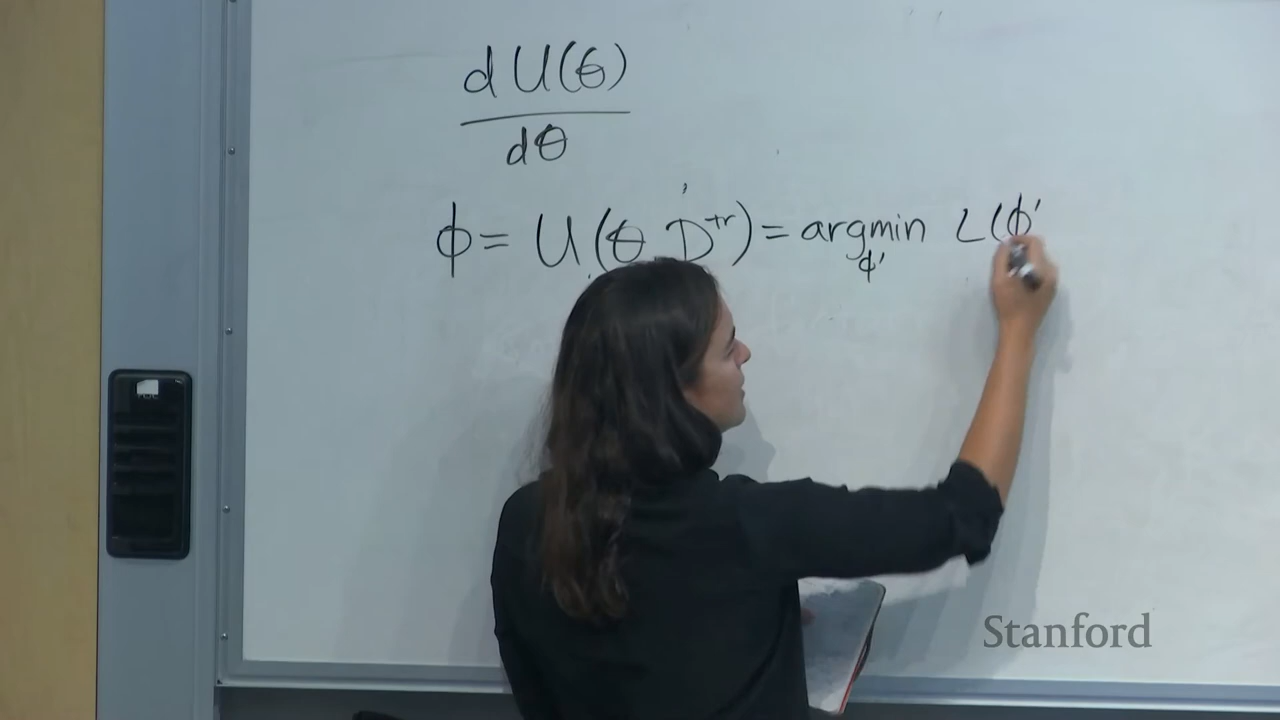 d U(θ)
dθ
ϕ = U(θ, D^tr) = argmin L(ϕ'
ϕ'
Stanford